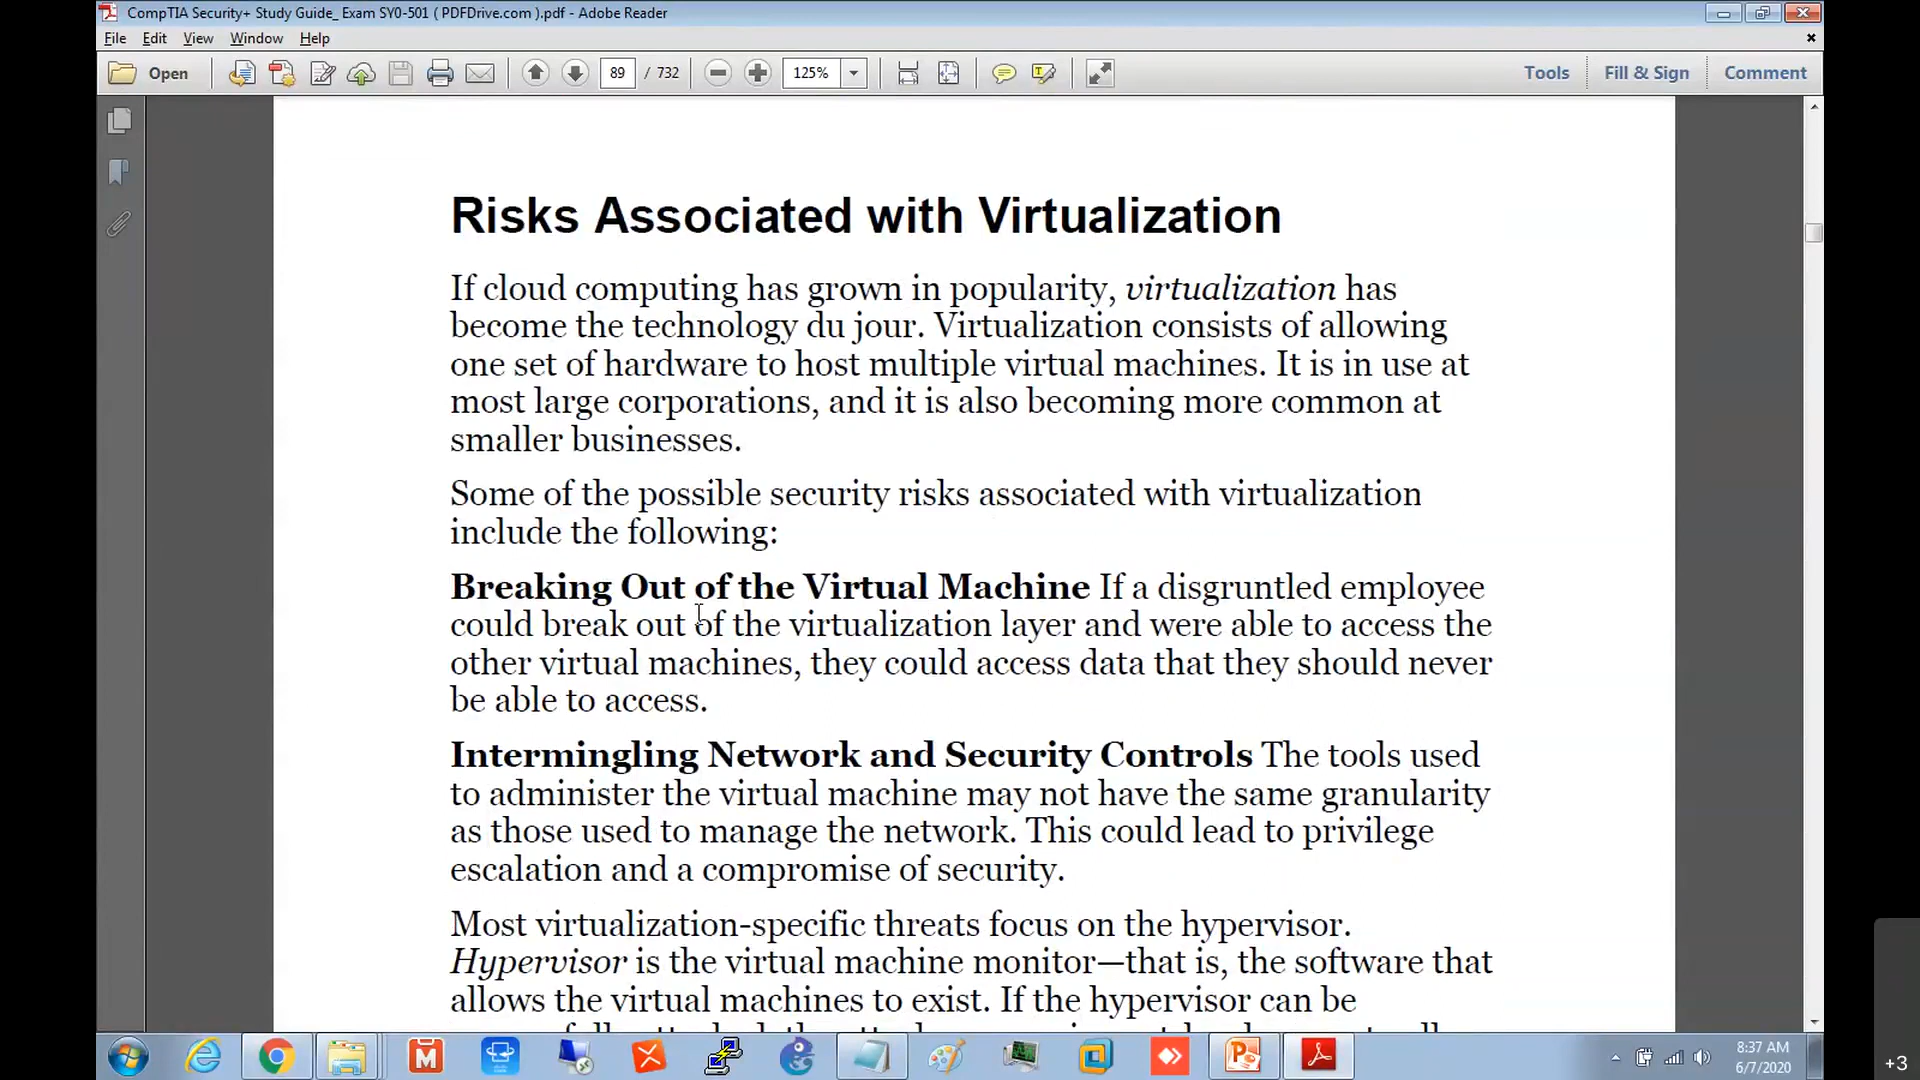 CompTIA Security+ Study Guide_ Exam SY0-501 ( PDFDrive.com ).pdf - Adobe Reader
File Edit View Window Help
Open 89 / 732 125% Tools Fill & Sign Comment
Risks Associated with Virtualization
If cloud computing has grown in popularity, virtualization has
become the technology du jour. Virtualization consists of allowing
one set of hardware to host multiple virtual machines. It is in use at
most large corporations, and it is also becoming more common at
smaller businesses.
Some of the possible security risks associated with virtualization
include the following:
Breaking Out of the Virtual Machine If a disgruntled employee
could break out of the virtualization layer and were able to access the
other virtual machines, they could access data that they should never
be able to access.
Intermingling Network and Security Controls The tools used
to administer the virtual machine may not have the same granularity
as those used to manage the network. This could lead to privilege
escalation and a compromise of security.
Most virtualization-specific threats focus on the hypervisor.
Hypervisor is the virtual machine monitor—that is, the software that
allows the virtual machines to exist. If the hypervisor can be
8:37 AM
6/7/2020
+3